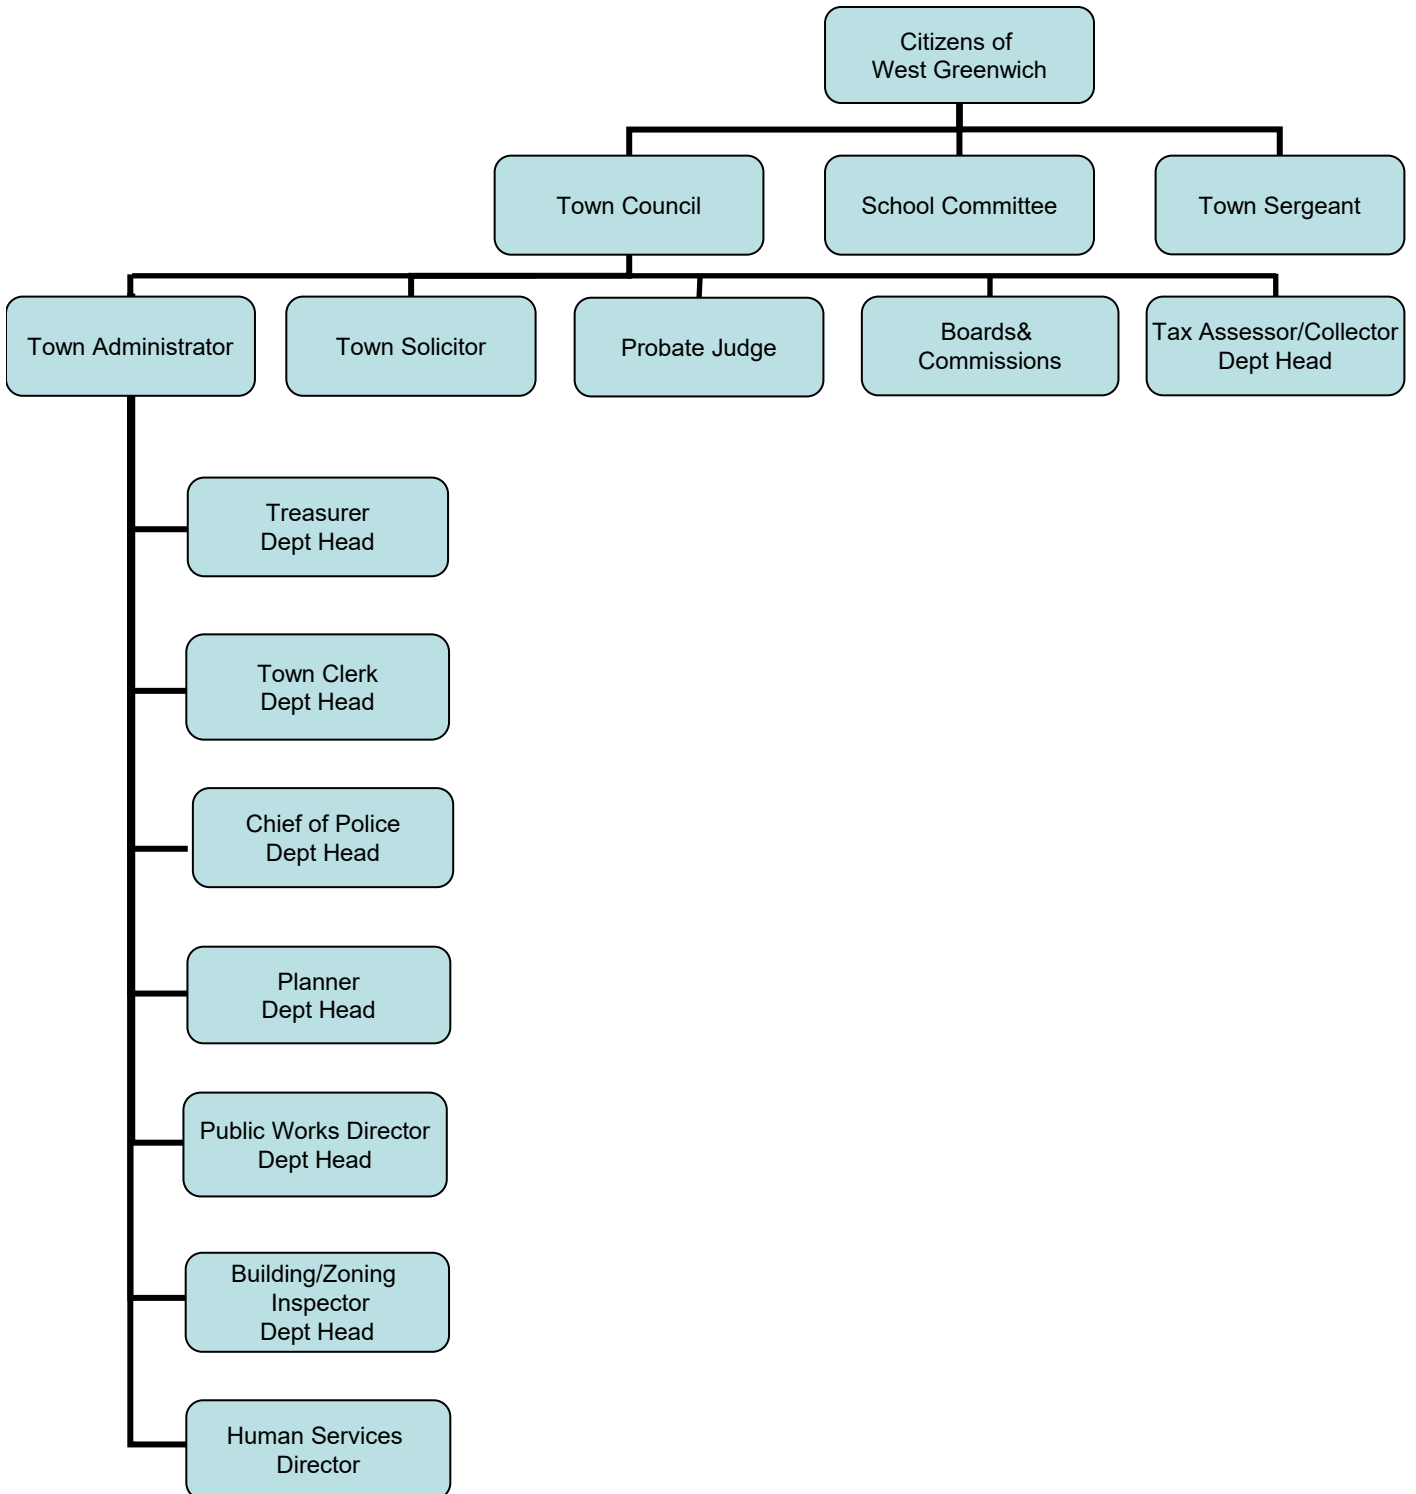 Citizens of
West Greenwich
Town Council
School Committee
Town Sergeant
Town Administrator
Town Solicitor
Probate Judge
Boards&
Commissions
Tax Assessor/Collector
Dept Head
Treasurer
Dept Head
Town Clerk
Dept Head
Chief of Police
Dept Head
Planner
Dept Head
Public Works Director
Dept Head
Building/Zoning
Inspector
Dept Head
Human Services
Director